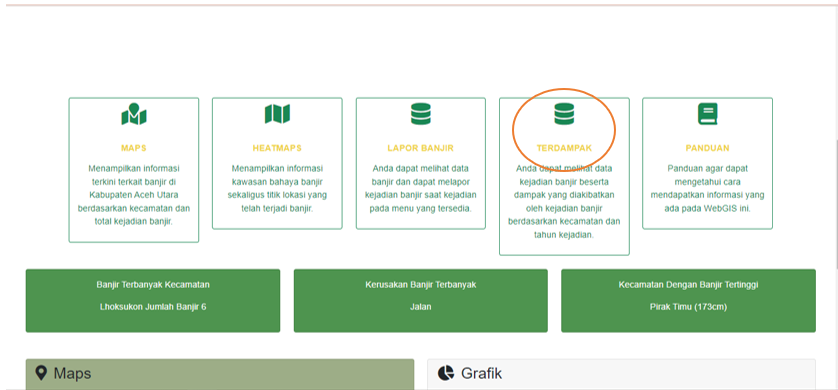 MAPS
Menampilkan informasi
terkini terkait banjir di
Kabupaten Aceh Utara
berdasarkan kecamatan dan
total kejadian banjir.
HEATMAPS
Menampilkan informasi
kawasan bahaya banjir
sekaligus titik lokasi yang
telah terjadi banjir.
LAPOR BANJIR
Anda dapat melihat data
banjir dan dapat melapor
kejadian banjir saat kejadian
pada menu yang tersedia.
TERDAMPAK
Anda dapat melihat data
kejadian banjir beserta
dampak yang diakibatkan
oleh kejadian banjir
berdasarkan kecamatan dan
tahun kejadian.
PANDUAN
Panduan agar dapat
mengetahui cara
mendapatkan informasi yang
ada pada WebGIS ini.
Banjir Terbanyak Kecamatan
Lhoksukon Jumlah Banjir 6
Kerusakan Banjir Terbanyak
Jalan
Kecamatan Dengan Banjir Tertinggi
Pirak Timu (173cm)
Maps
Grafik